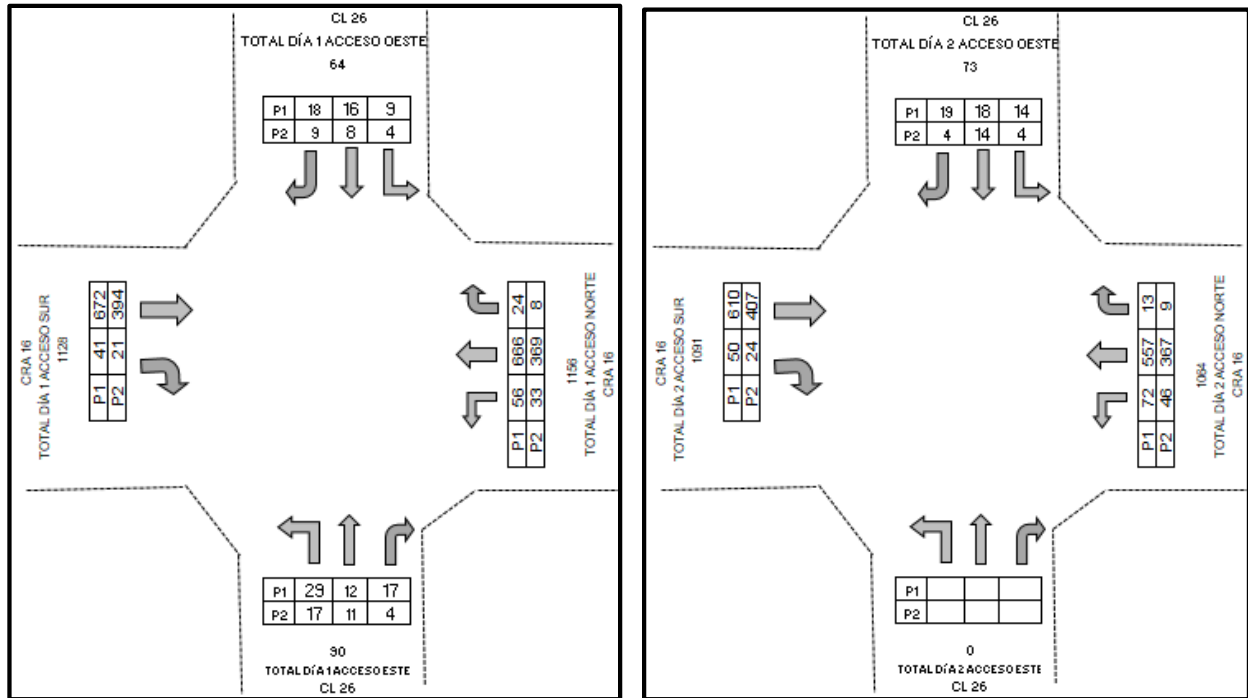 CL 26
TOTAL DÍA 1 ACCESO OESTE
64
P1 18 16 9
P2 9 8 4
CRA 16
TOTAL DÍA 1 ACCESO SUR
1128
P1 41 672
P2 21 394
P1 56 666 24
P2 33 369 8
1156
TOTAL DÍA 1 ACCESO NORTE
CRA 16
P1 29 12 17
P2 17 11 4
90
TOTAL DÍA 1 ACCESO ESTE
CL 26
CL 26
TOTAL DÍA 2 ACCESO OESTE
73
P1 19 18 14
P2 4 14 4
CRA 16
TOTAL DÍA 2 ACCESO SUR
1091
P1 50 610
P2 24 407
P1 72 557 13
P2 46 367 9
1064
TOTAL DÍA 2 ACCESO NORTE
CRA 16
P1
P2
0
TOTAL DÍA 2 ACCESO ESTE
CL 26